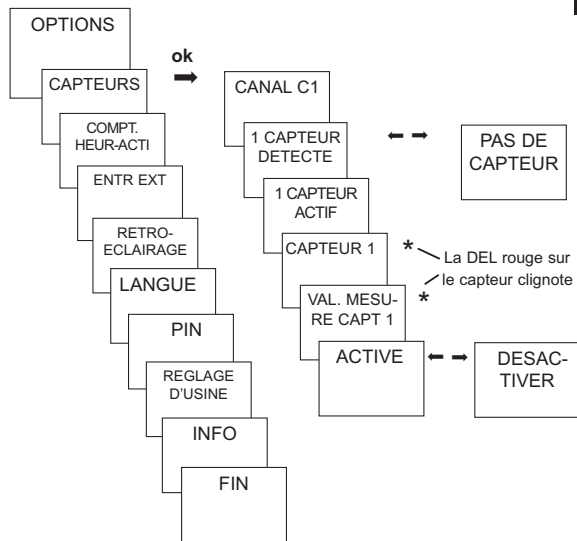 OPTIONS
CAPTEURS
COMPT.
HEUR-ACTI
ENTR EXT
RETRO-
ECLAIRAGE
LANGUE
PIN
REGLAGE
D'USINE
INFO
FIN
ok
CANAL C1
1 CAPTEUR
DETECTE
1 CAPTEUR
ACTIF
CAPTEUR 1
VAL. MESU-
RE CAPT 1
ACTIVE
PAS DE
CAPTEUR
* La DEL rouge sur
* le capteur clignote
DESAC-
TIVER